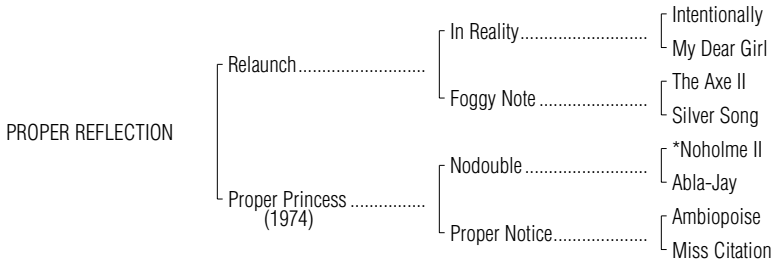 Intentionally
In Reality..............................
My Dear Girl
Relaunch..............................
The Axe II
Foggy Note .........................
Silver Song
PROPER REFLECTION
*Noholme II
Nodouble ............................
Abla-Jay
Proper Princess ..................
(1974)
Ambiopoise
Proper Notice......................
Miss Citation